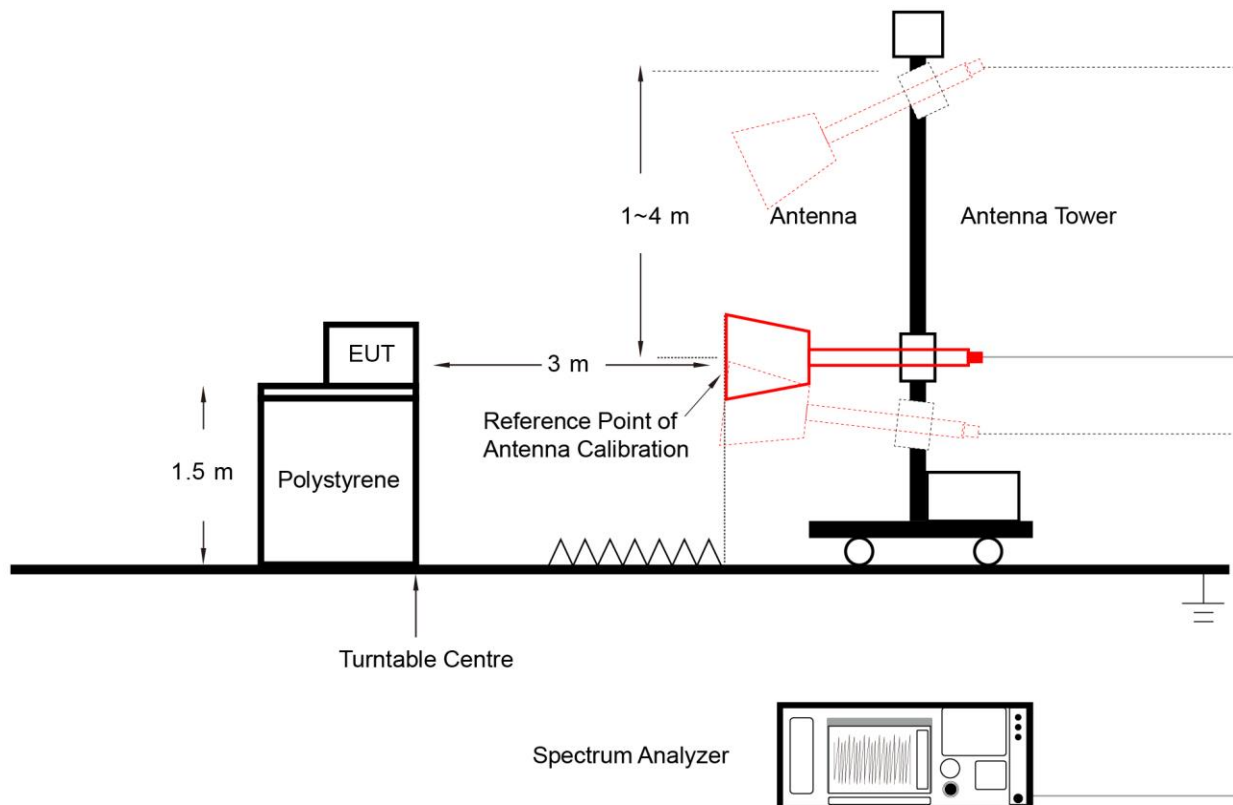 1~4 m
Antenna
Antenna Tower
EUT
3 m
Reference Point of
Antenna Calibration
1.5 m
Polystyrene
Turntable Centre
Spectrum Analyzer